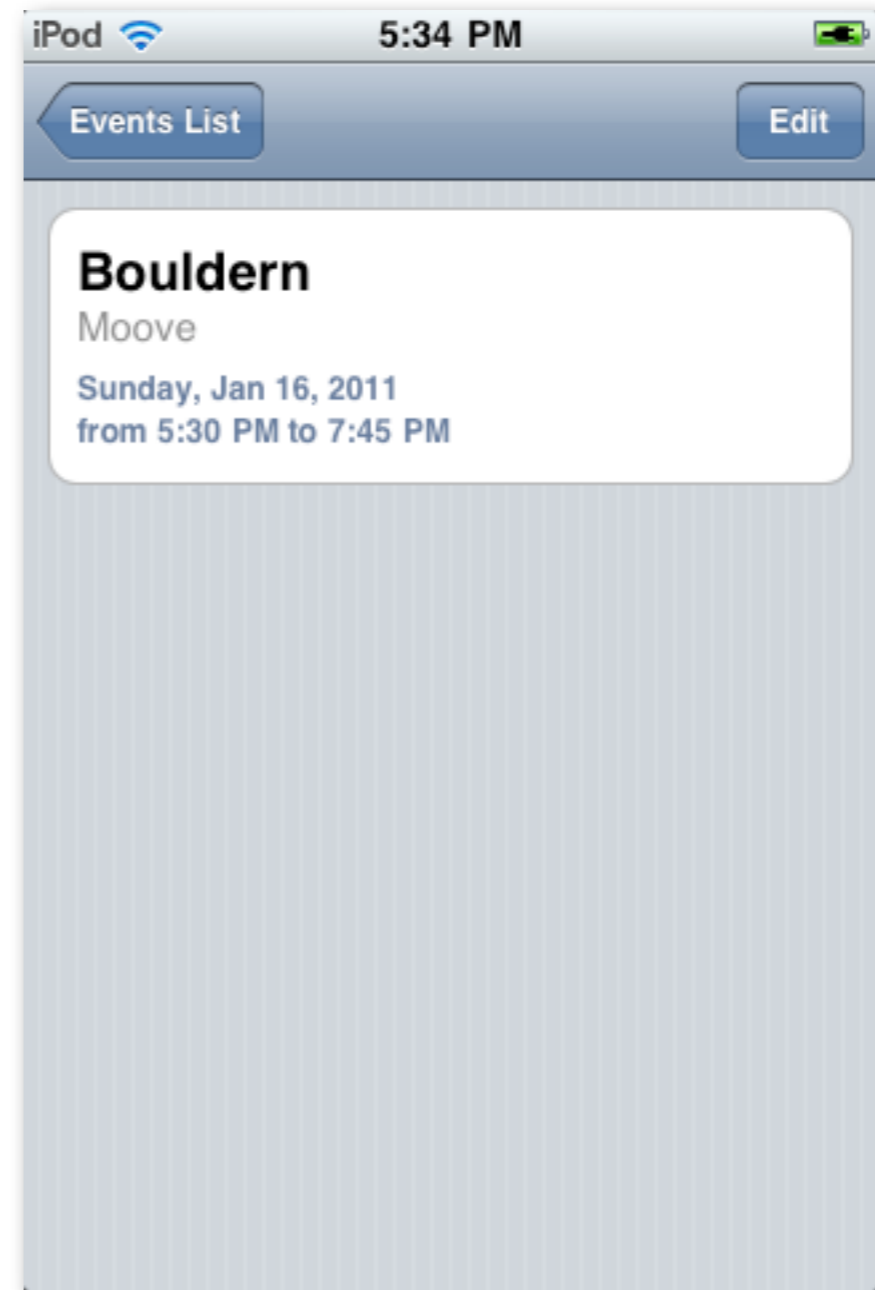 iPod 5:34 PM
Events List Edit
Bouldern
Moove
Sunday, Jan 16, 2011
from 5:30 PM to 7:45 PM